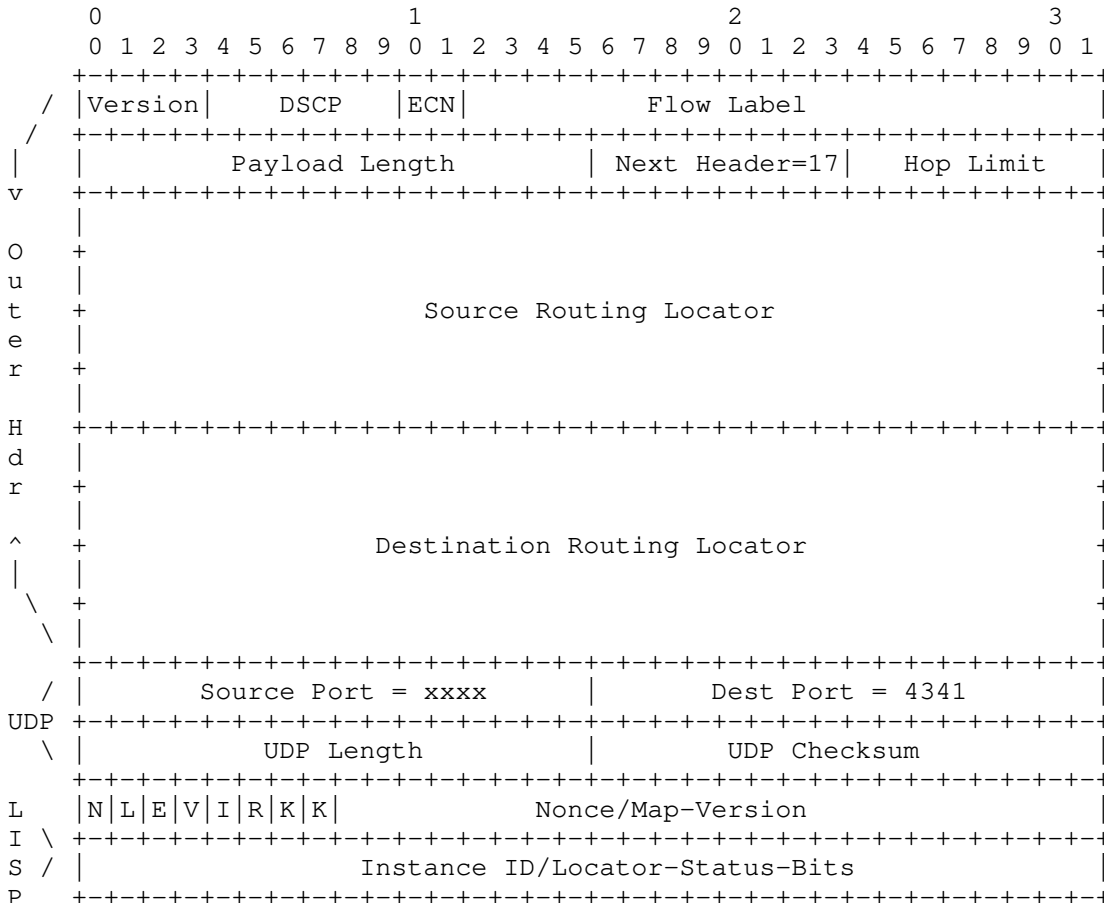 0                   1                   2                   3
       0 1 2 3 4 5 6 7 8 9 0 1 2 3 4 5 6 7 8 9 0 1 2 3 4 5 6 7 8 9 0 1
      +-+-+-+-+-+-+-+-+-+-+-+-+-+-+-+-+-+-+-+-+-+-+-+-+-+-+-+-+-+-+-+-+
    / |Version|    DSCP   |ECN|           Flow Label                  |
   /  +-+-+-+-+-+-+-+-+-+-+-+-+-+-+-+-+-+-+-+-+-+-+-+-+-+-+-+-+-+-+-+-+
  |   |         Payload Length        | Next Header=17|   Hop Limit   |
  v   +-+-+-+-+-+-+-+-+-+-+-+-+-+-+-+-+-+-+-+-+-+-+-+-+-+-+-+-+-+-+-+-+
      |                                                               |
  O   +                                                               +
  u   |                                                               |
  t   +                     Source Routing Locator                    +
  e   |                                                               |
  r   +                                                               +
      |                                                               |
  H   +-+-+-+-+-+-+-+-+-+-+-+-+-+-+-+-+-+-+-+-+-+-+-+-+-+-+-+-+-+-+-+-+
  d   |                                                               |
  r   +                                                               +
      |                                                               |
  ^   +                  Destination Routing Locator                  +
  |   |                                                               |
   \  +                                                               +
    \ |                                                               |
      +-+-+-+-+-+-+-+-+-+-+-+-+-+-+-+-+-+-+-+-+-+-+-+-+-+-+-+-+-+-+-+-+
    / |       Source Port = xxxx      |       Dest Port = 4341        |
  UDP +-+-+-+-+-+-+-+-+-+-+-+-+-+-+-+-+-+-+-+-+-+-+-+-+-+-+-+-+-+-+-+-+
    \ |           UDP Length          |        UDP Checksum           |
      +-+-+-+-+-+-+-+-+-+-+-+-+-+-+-+-+-+-+-+-+-+-+-+-+-+-+-+-+-+-+-+-+
  L   |N|L|E|V|I|R|K|K|            Nonce/Map-Version                  |
  I \ +-+-+-+-+-+-+-+-+-+-+-+-+-+-+-+-+-+-+-+-+-+-+-+-+-+-+-+-+-+-+-+-+
  S / |                 Instance ID/Locator-Status-Bits               |
  P   +-+-+-+-+-+-+-+-+-+-+-+-+-+-+-+-+-+-+-+-+-+-+-+-+-+-+-+-+-+-+-+-+